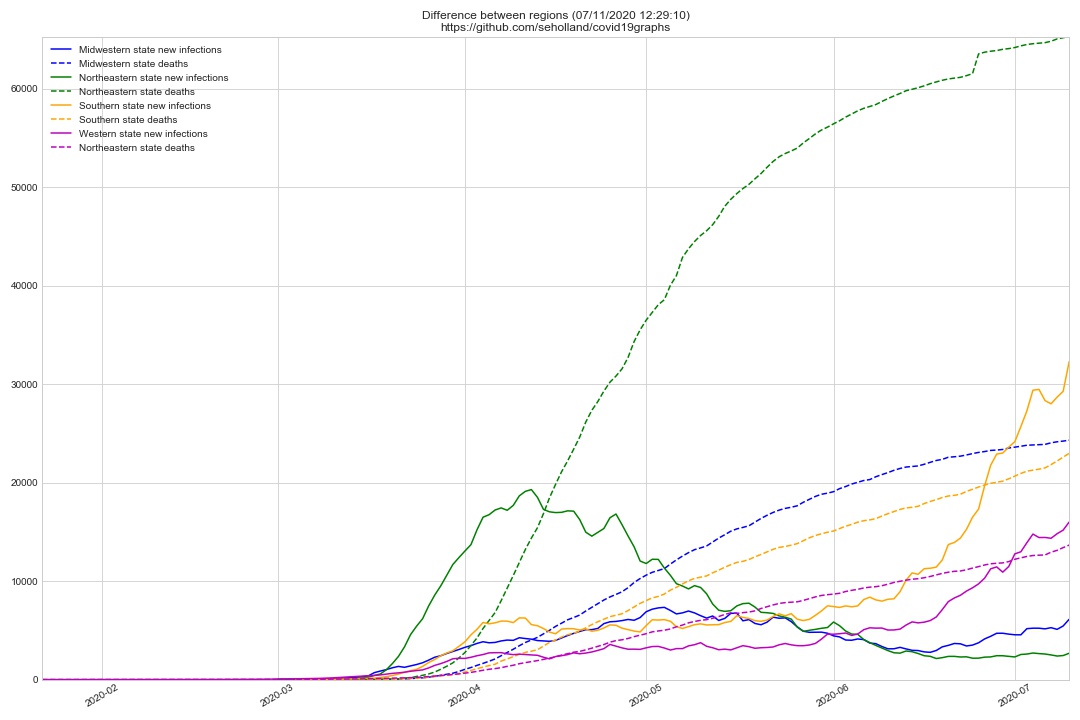 Difference between regions (07/11/2020 12:29:10)
https://github.com/seholland/covid19graphs
Midwestern state new infections
Midwestern state deaths
Northeastern state new infections
Northeastern state deaths
Southern state new infections
Southern state deaths
Western state new infections
Northeastern state deaths
60000
50000
40000
30000
20000
10000
0
2020-02
2020-03
2020-04
2020-05
2020-06
2020-07